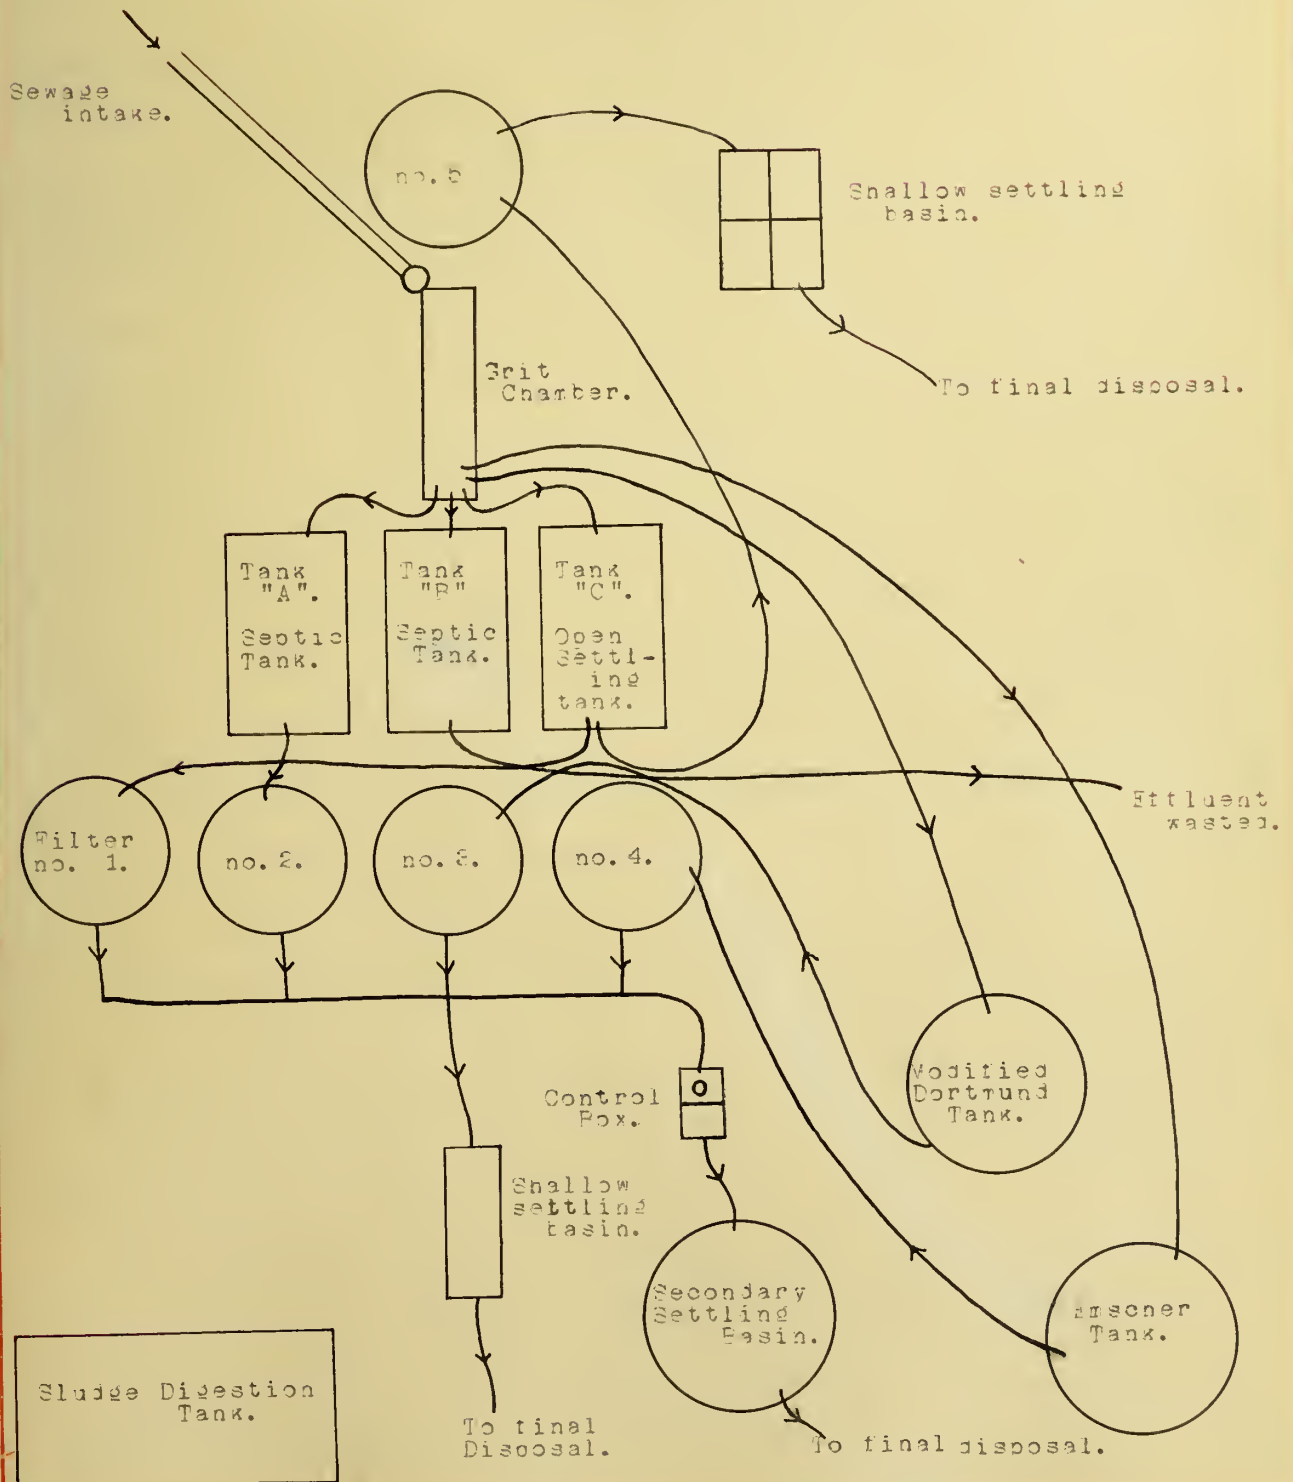 Sewage
intake.
no. 5
Shallow settling
basin.
Grit
Chamber.
To final disposal.
Tank
"A".
Septic
Tank.
Tank
"B"
Septic
Tank.
Tank
"C".
Open
Settl-
ing
tank.
Effluent
wasted.
Filter
no. 1.
no. 2.
no. 3.
no. 4.
Modified
Dortmund
Tank.
Control
Box.
Shallow
settling
basin.
Secondary
Settling
Basin.
Emscher
Tank.
Sludge Digestion
Tank.
To final
Disposal.
To final disposal.